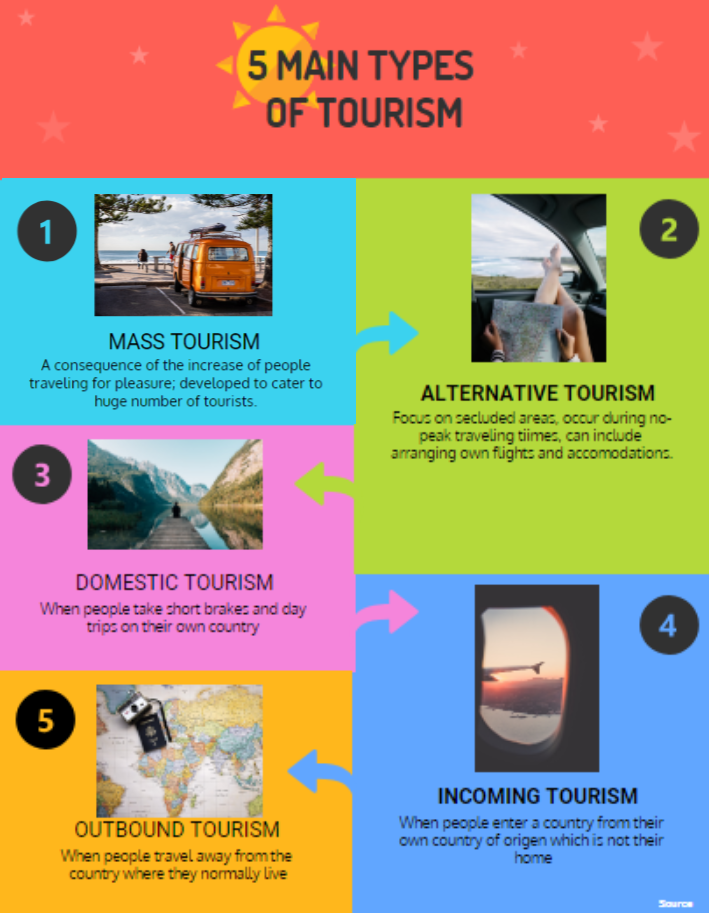 5 MAIN TYPES
OF TOURISM
1
MASS TOURISM
A consequence of the increase of people
traveling for pleasure; developed to cater to
huge number of tourists.
2
ALTERNATIVE TOURISM
Focus on secluded areas, occur during no-
peak traveling tiimes, can include
arranging own flights and accomodations.
3
DOMESTIC TOURISM
When people take short brakes and day
trips on their own country
4
INCOMING TOURISM
When people enter a country from their
own country of origen which is not their
home
5
OUTBOUND TOURISM
When people travel away from the
country where they normally live
Source